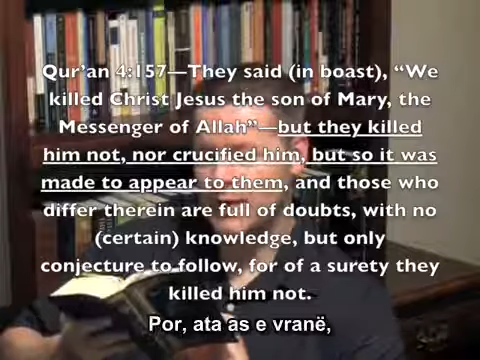 Qur’an 4:157—They said (in boast), “We
killed Christ Jesus the son of Mary, the
Messenger of Allah”—but they killed
him not, nor crucified him, but so it was
made to appear to them, and those who
differ therein are full of doubts, with no
(certain) knowledge, but only
conjecture to follow, for of a surety they
killed him not.
Por, ata as e vranë,